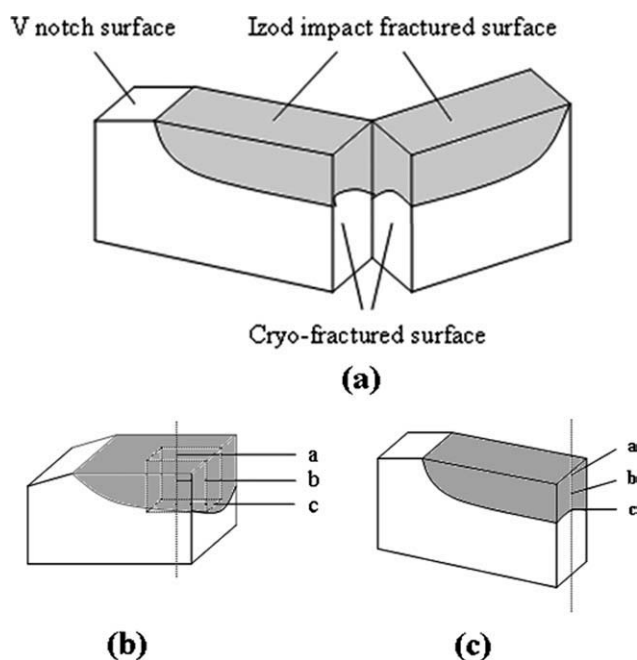 V notch surface
Izod impact fractured surface
Cryo-fractured surface
(a)
a
b
c
(b)
a
b
c
(c)